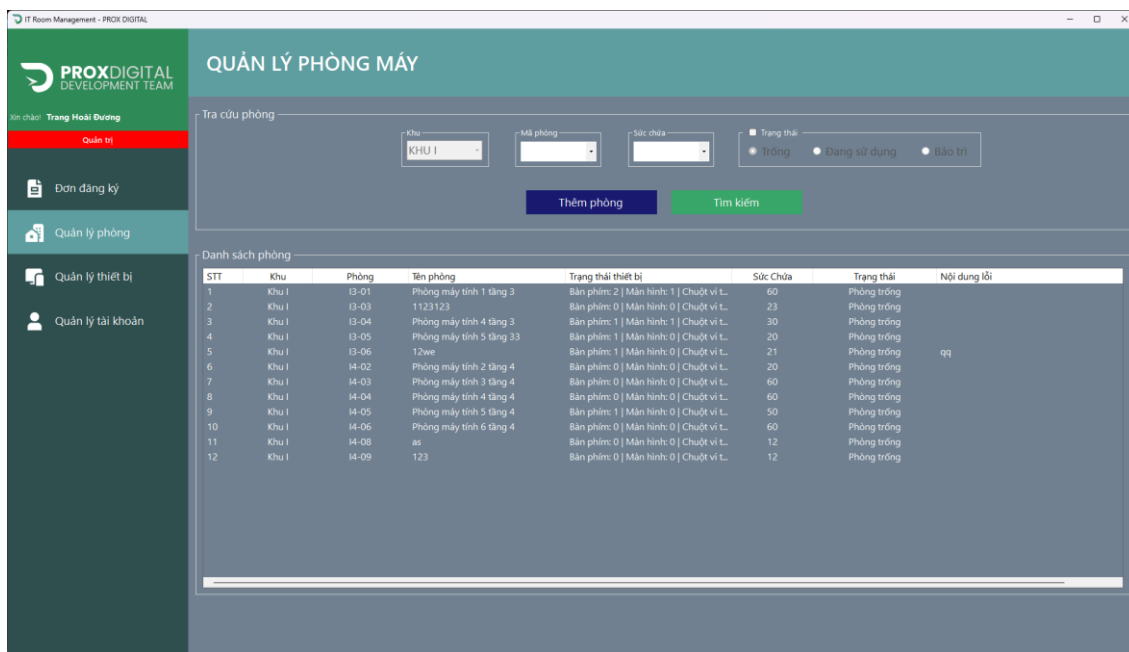 IT Room Management - PROX DIGITAL
PROXDIGITAL
DEVELOPMENT TEAM
Xin chào! Trang Hoài Đương
Quản trị
Đơn đăng ký
Quản lý phòng
Quản lý thiết bị
Quản lý tài khoản
QUẢN LÝ PHÒNG MÁY
Tra cứu phòng
Khu
KHU I
Mã phòng
Sức chứa
Trạng thái
Trống Đang sử dụng Bảo trì
Thêm phòng Tìm kiếm
Danh sách phòng
STT Khu Phòng Tên phòng Trạng thái thiết bị Sức Chứa Trạng thái Nội dung lỗi
1 Khu I I3-01 Phòng máy tính 1 tầng 3 Bàn phím: 2 | Màn hình: 1 | Chuột vi t... 60 Phòng trống
2 Khu I I3-03 1123123 Bàn phím: 0 | Màn hình: 0 | Chuột vi t... 23 Phòng trống
3 Khu I I3-04 Phòng máy tính 4 tầng 3 Bàn phím: 1 | Màn hình: 1 | Chuột vi t... 30 Phòng trống
4 Khu I I3-05 Phòng máy tính 5 tầng 33 Bàn phím: 1 | Màn hình: 0 | Chuột vi t... 20 Phòng trống
5 Khu I I3-06 12we Bàn phím: 1 | Màn hình: 0 | Chuột vi t... 21 Phòng trống qq
6 Khu I I4-02 Phòng máy tính 2 tầng 4 Bàn phím: 0 | Màn hình: 0 | Chuột vi t... 20 Phòng trống
7 Khu I I4-03 Phòng máy tính 3 tầng 4 Bàn phím: 0 | Màn hình: 0 | Chuột vi t... 60 Phòng trống
8 Khu I I4-04 Phòng máy tính 4 tầng 4 Bàn phím: 0 | Màn hình: 0 | Chuột vi t... 60 Phòng trống
9 Khu I I4-05 Phòng máy tính 5 tầng 4 Bàn phím: 1 | Màn hình: 0 | Chuột vi t... 50 Phòng trống
10 Khu I I4-06 Phòng máy tính 6 tầng 4 Bàn phím: 0 | Màn hình: 0 | Chuột vi t... 60 Phòng trống
11 Khu I I4-08 as Bàn phím: 0 | Màn hình: 0 | Chuột vi t... 12 Phòng trống
12 Khu I I4-09 123 Bàn phím: 0 | Màn hình: 0 | Chuột vi t... 12 Phòng trống